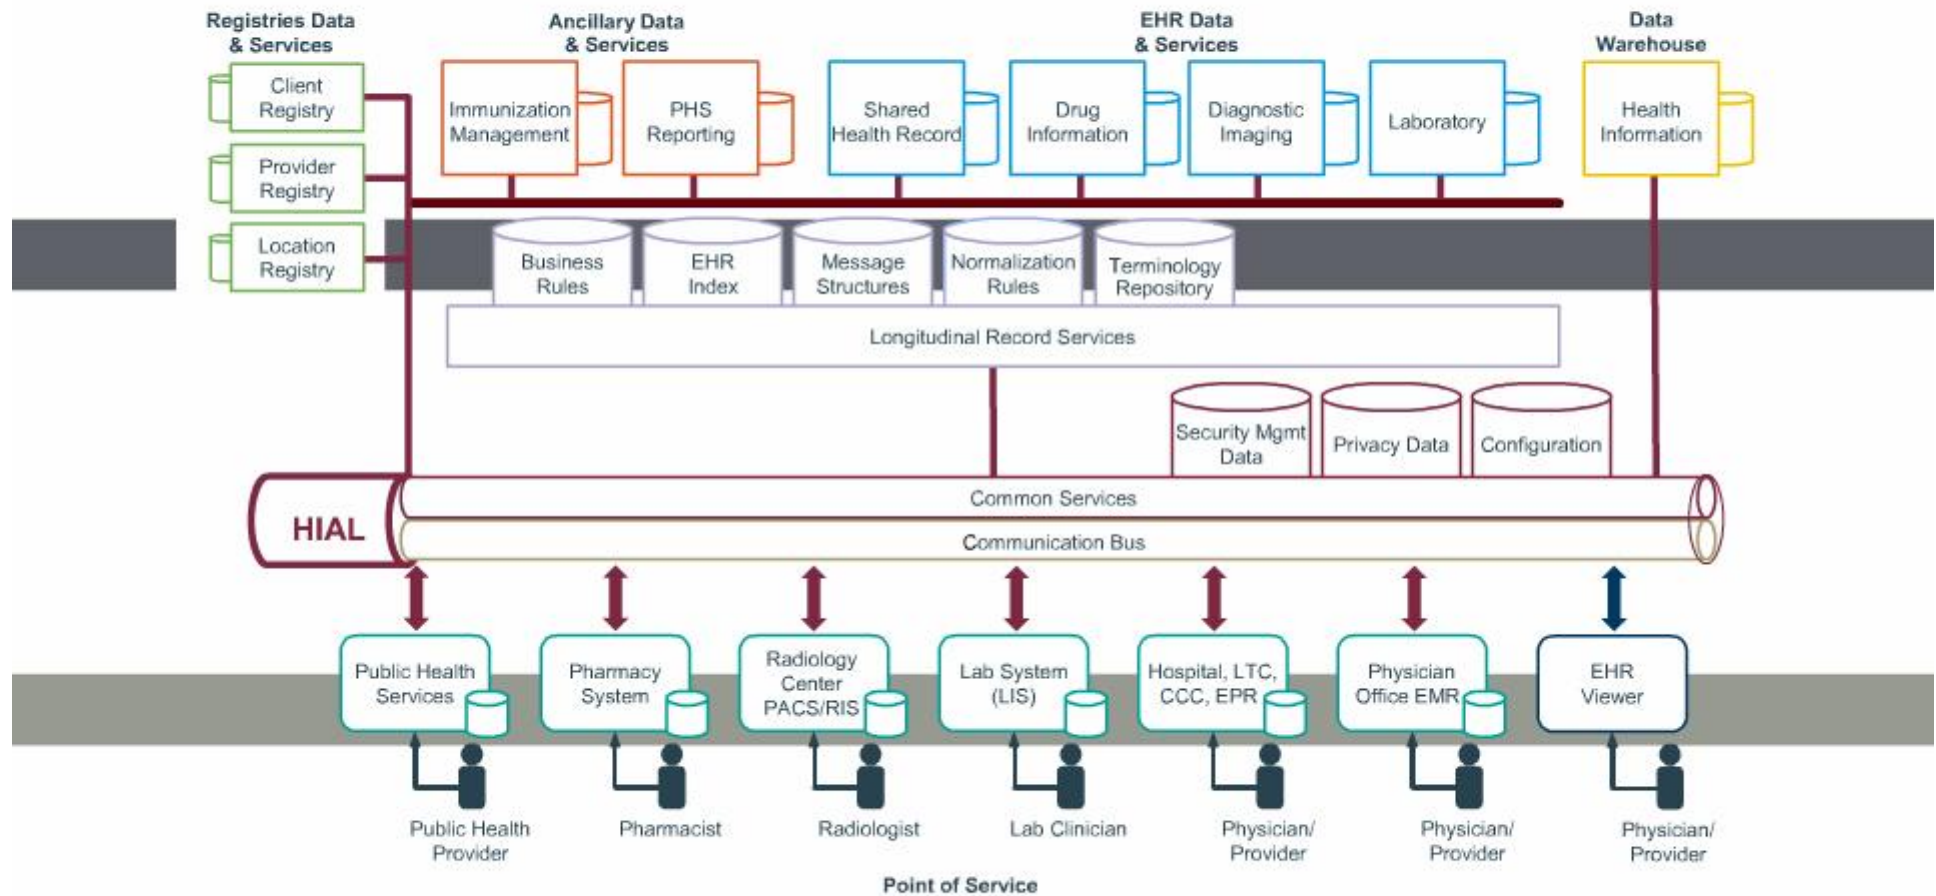 Registries Data
& Services
Ancillary Data
& Services
EHR Data
& Services
Data
Warehouse
Client
Registry
Immunization
Management
PHS
Reporting
Shared
Health Record
Drug
Information
Diagnostic
Imaging
Laboratory
Health
Information
Provider
Registry
Location
Registry
Business
Rules
EHR
Index
Message
Structures
Normalization
Rules
Terminology
Repository
Longitudinal Record Services
Security Mgmt
Data
Privacy Data
Configuration
HIAL
Common Services
Communication Bus
Public Health
Services
Pharmacy
System
Radiology
Center
PACS/RIS
Lab System
(LIS)
Hospital, LTC,
CCC, EPR
Physician
Office EMR
EHR
Viewer
Public Health
Provider
Pharmacist
Radiologist
Lab Clinician
Physician/
Provider
Physician/
Provider
Physician/
Provider
Point of Service